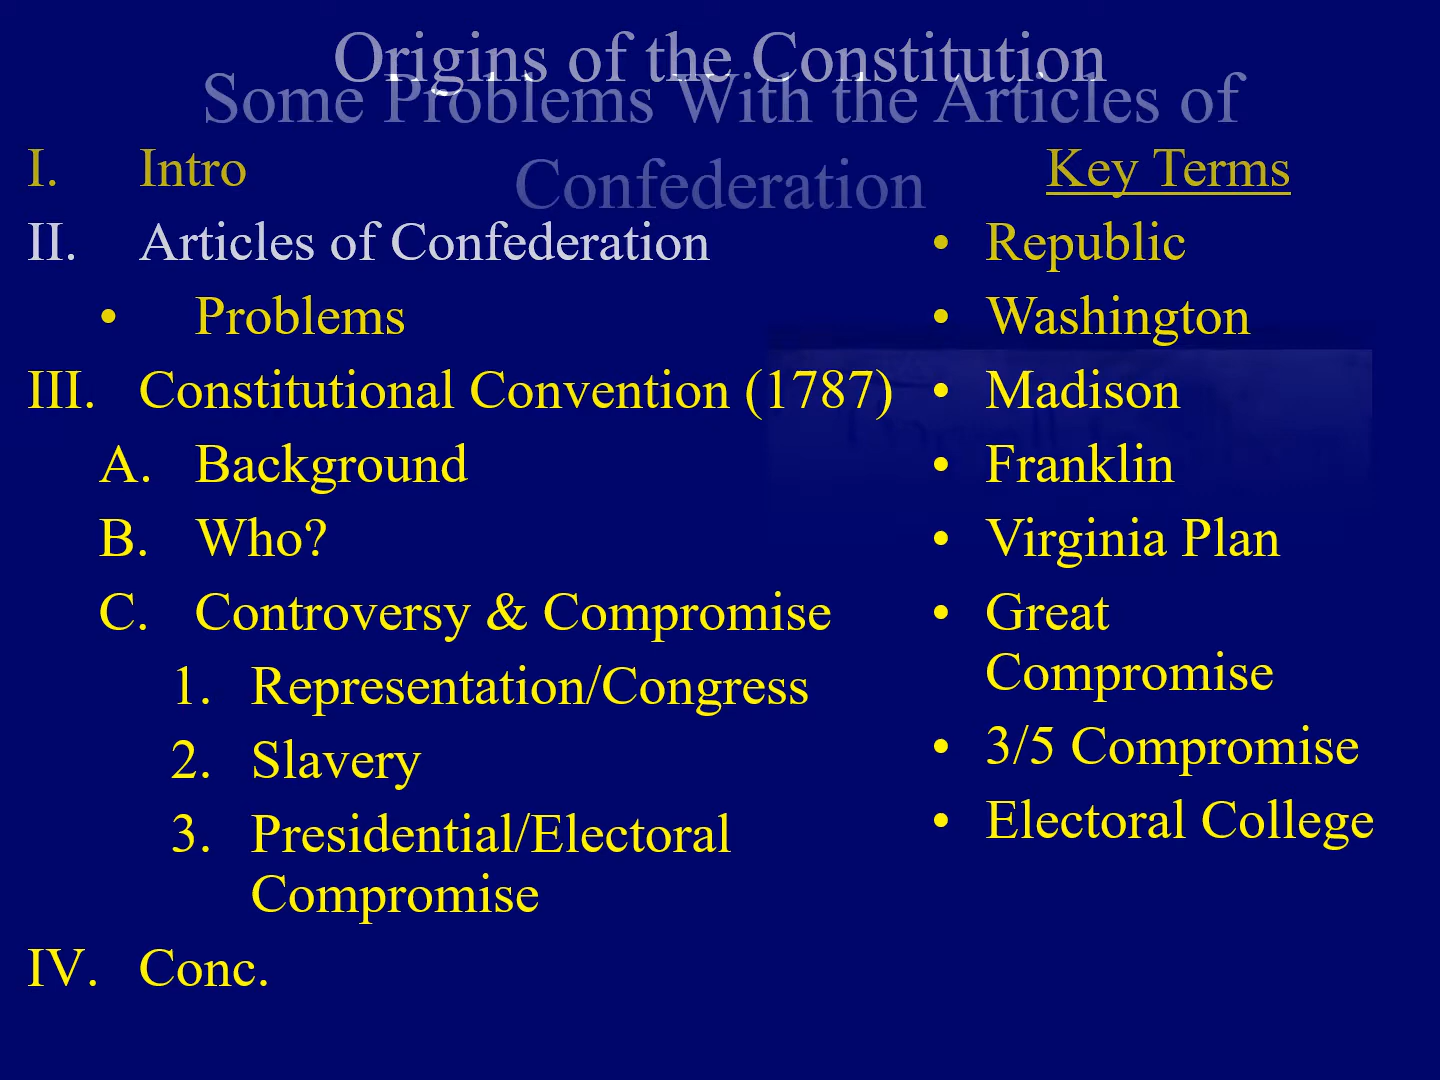 Origins of the Constitution
Some Problems With the Articles of
Confederation
I. Intro
II. Articles of Confederation
• Problems
III. Constitutional Convention (1787)
A. Background
B. Who?
C. Controversy & Compromise
1. Representation/Congress
2. Slavery
3. Presidential/Electoral
Compromise
IV. Conc.
Key Terms
• Republic
• Washington
• Madison
• Franklin
• Virginia Plan
• Great
Compromise
• 3/5 Compromise
• Electoral College